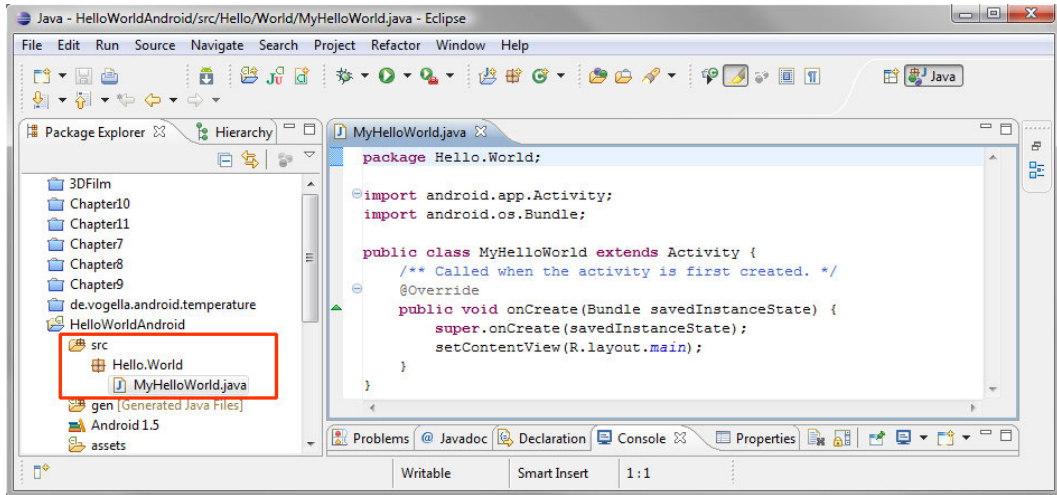 Java - HelloWorldAndroid/src/Hello/World/MyHelloWorld.java - Eclipse
File Edit Run Source Navigate Search Project Refactor Window Help
Java
Package Explorer
Hierarchy
3DFilm
Chapter10
Chapter11
Chapter7
Chapter8
Chapter9
de.vogella.android.temperature
HelloWorldAndroid
src
Hello.World
MyHelloWorld.java
gen [Generated Java Files]
Android 1.5
assets
MyHelloWorld.java
package Hello.World;
import android.app.Activity;
import android.os.Bundle;
public class MyHelloWorld extends Activity {
/** Called when the activity is first created. */
@Override
public void onCreate(Bundle savedInstanceState) {
super.onCreate(savedInstanceState);
setContentView(R.layout.main);
}
}
Problems @ Javadoc Declaration Console Properties
Writable Smart Insert 1:1